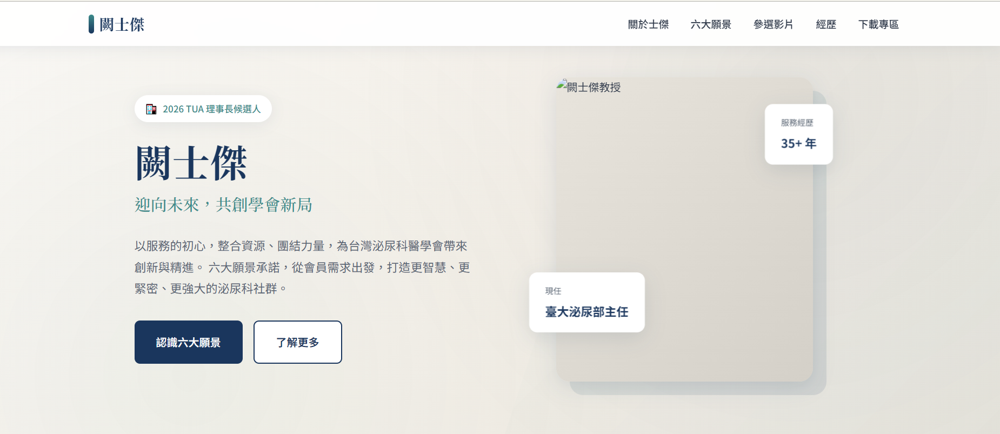 闕士傑
關於士傑
六大願景
參選影片
經歷
下載專區
2026 TUA 理事長候選人
闕士傑
迎向未來，共創學會新局
以服務的初心，整合資源、團結力量，為台灣泌尿科醫學會帶來
創新與精進。 六大願景承諾，從會員需求出發，打造更智慧、更
緊密、更強大的泌尿科社群。
認識六大願景
了解更多
闕士傑教授
服務經歷
35+ 年
現任
臺大泌尿部主任